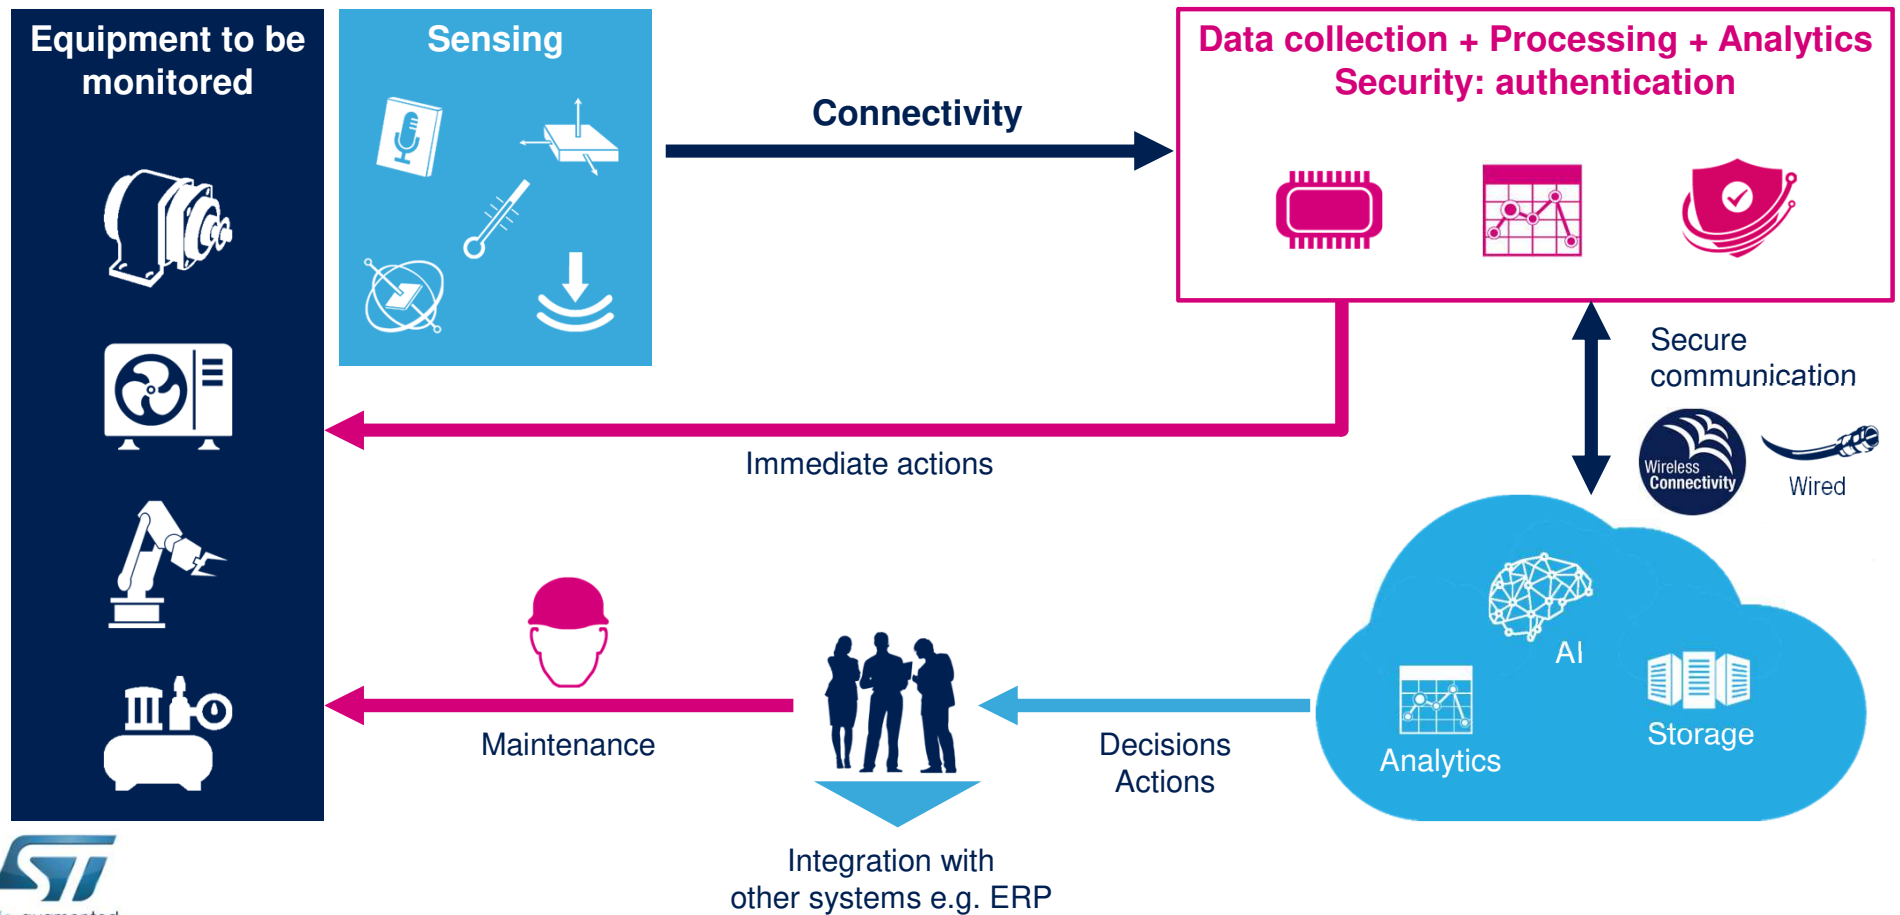 Equipment to be
monitored
Sensing
Connectivity
Data collection + Processing + Analytics
Security: authentication
Secure
communication
Wireless
Connectivity
Wired
Immediate actions
AI
Analytics
Storage
Maintenance
Decisions
Actions
Integration with
other systems e.g. ERP
ST